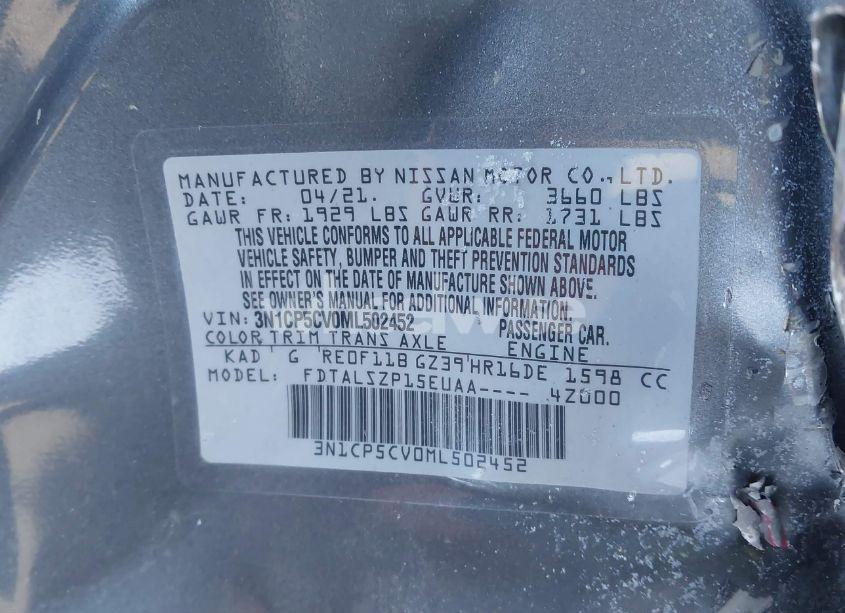 MANUFACTURED BY NISSAN MOTOR CO., LTD.
DATE: 04/21. GVWR: 3660 LBS
GAWR FR: 1929 LBS GAWR RR: 1731 LBS
THIS VEHICLE CONFORMS TO ALL APPLICABLE FEDERAL MOTOR
VEHICLE SAFETY, BUMPER AND THEFT PREVENTION STANDARDS
IN EFFECT ON THE DATE OF MANUFACTURE SHOWN ABOVE.
SEE OWNER'S MANUAL FOR ADDITIONAL INFORMATION.
VIN: 3N1CP5CV0ML502452 PASSENGER CAR.
COLOR TRIM TRANS AXLE ENGINE
KAD G RE0F11B GZ39 HR16DE 1598 CC
MODEL: FDTALSZP15EUAA---- 4Z000
3N1CP5CV0ML502452